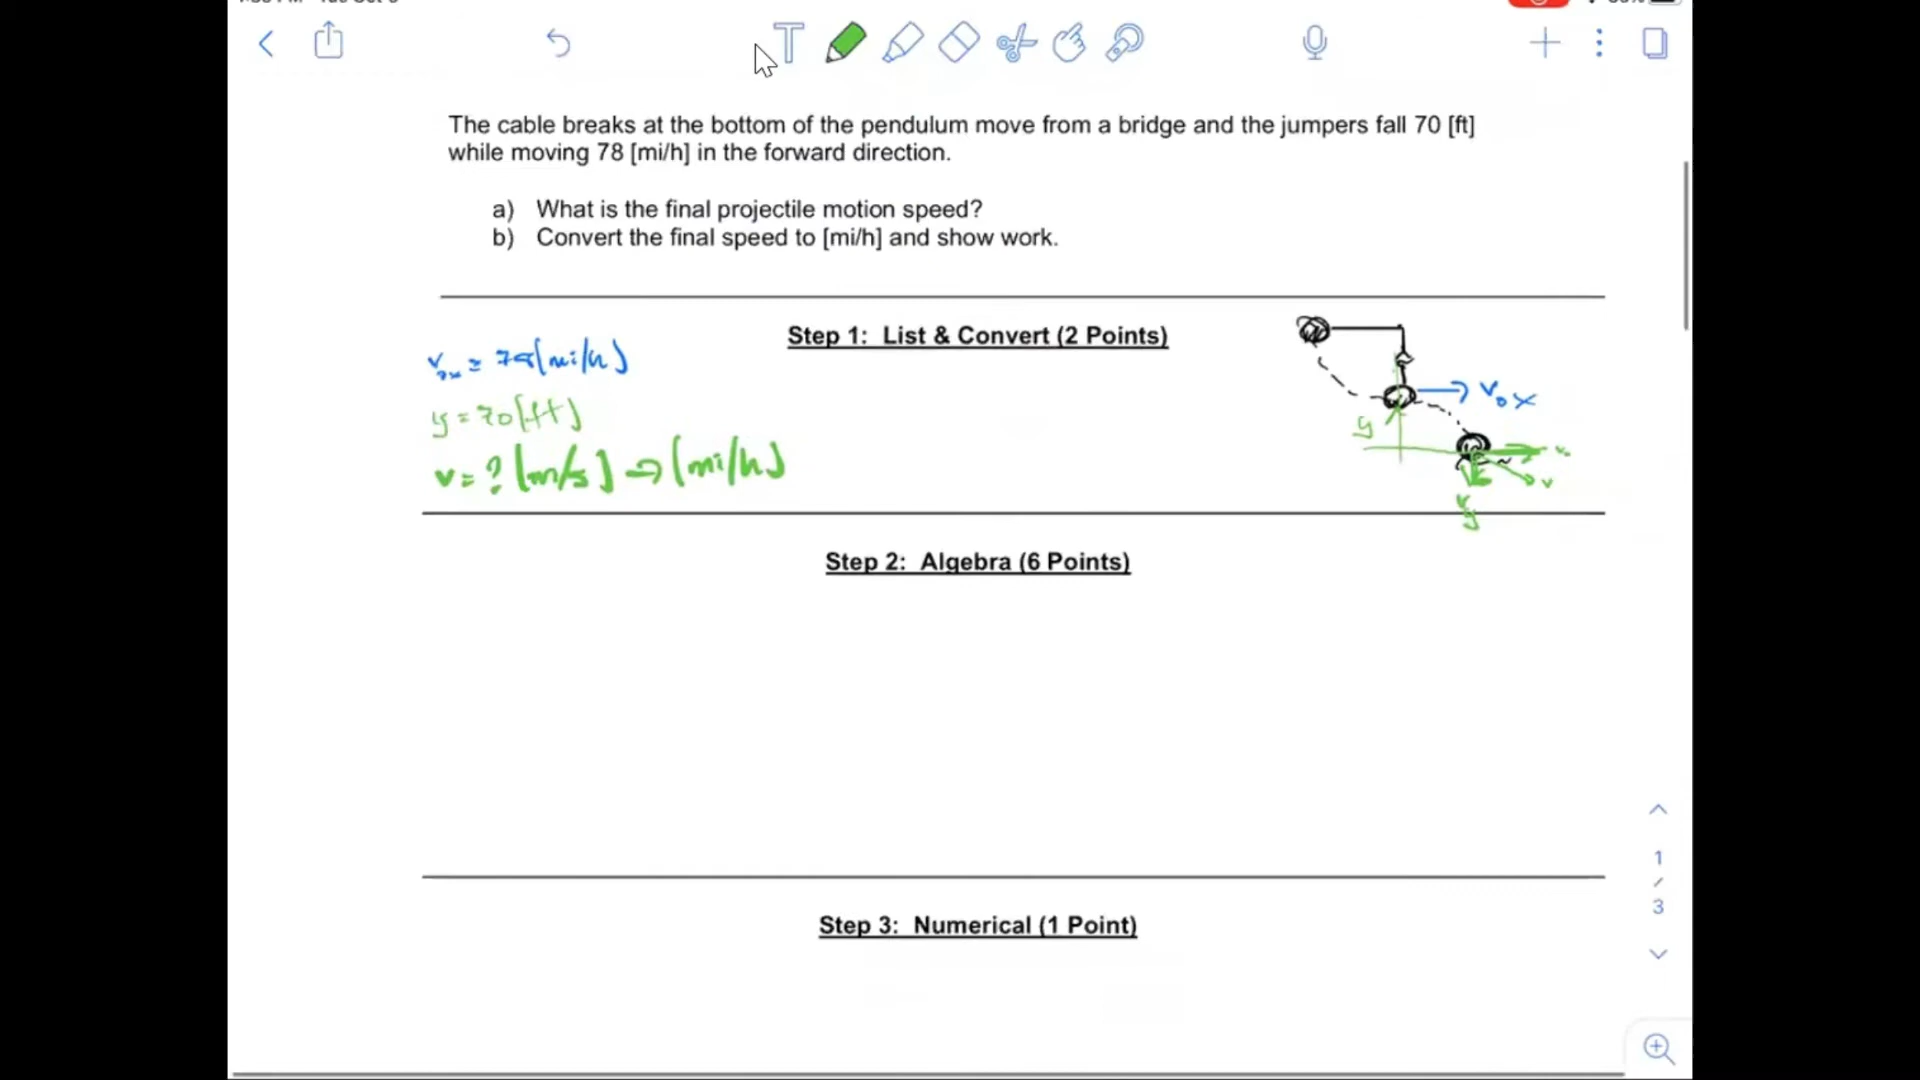 The cable breaks at the bottom of the pendulum move from a bridge and the jumpers fall 70 [ft]
while moving 78 [mi/h] in the forward direction.
a) What is the final projectile motion speed?
b) Convert the final speed to [mi/h] and show work.
Step 1: List & Convert (2 Points)
v₀ₓ = 78 [mi/h]
y = 70 [ft]
v = ? [m/s] → [mi/h]
v₀ x
y
v
v y
Step 2: Algebra (6 Points)
1
/
3
Step 3: Numerical (1 Point)